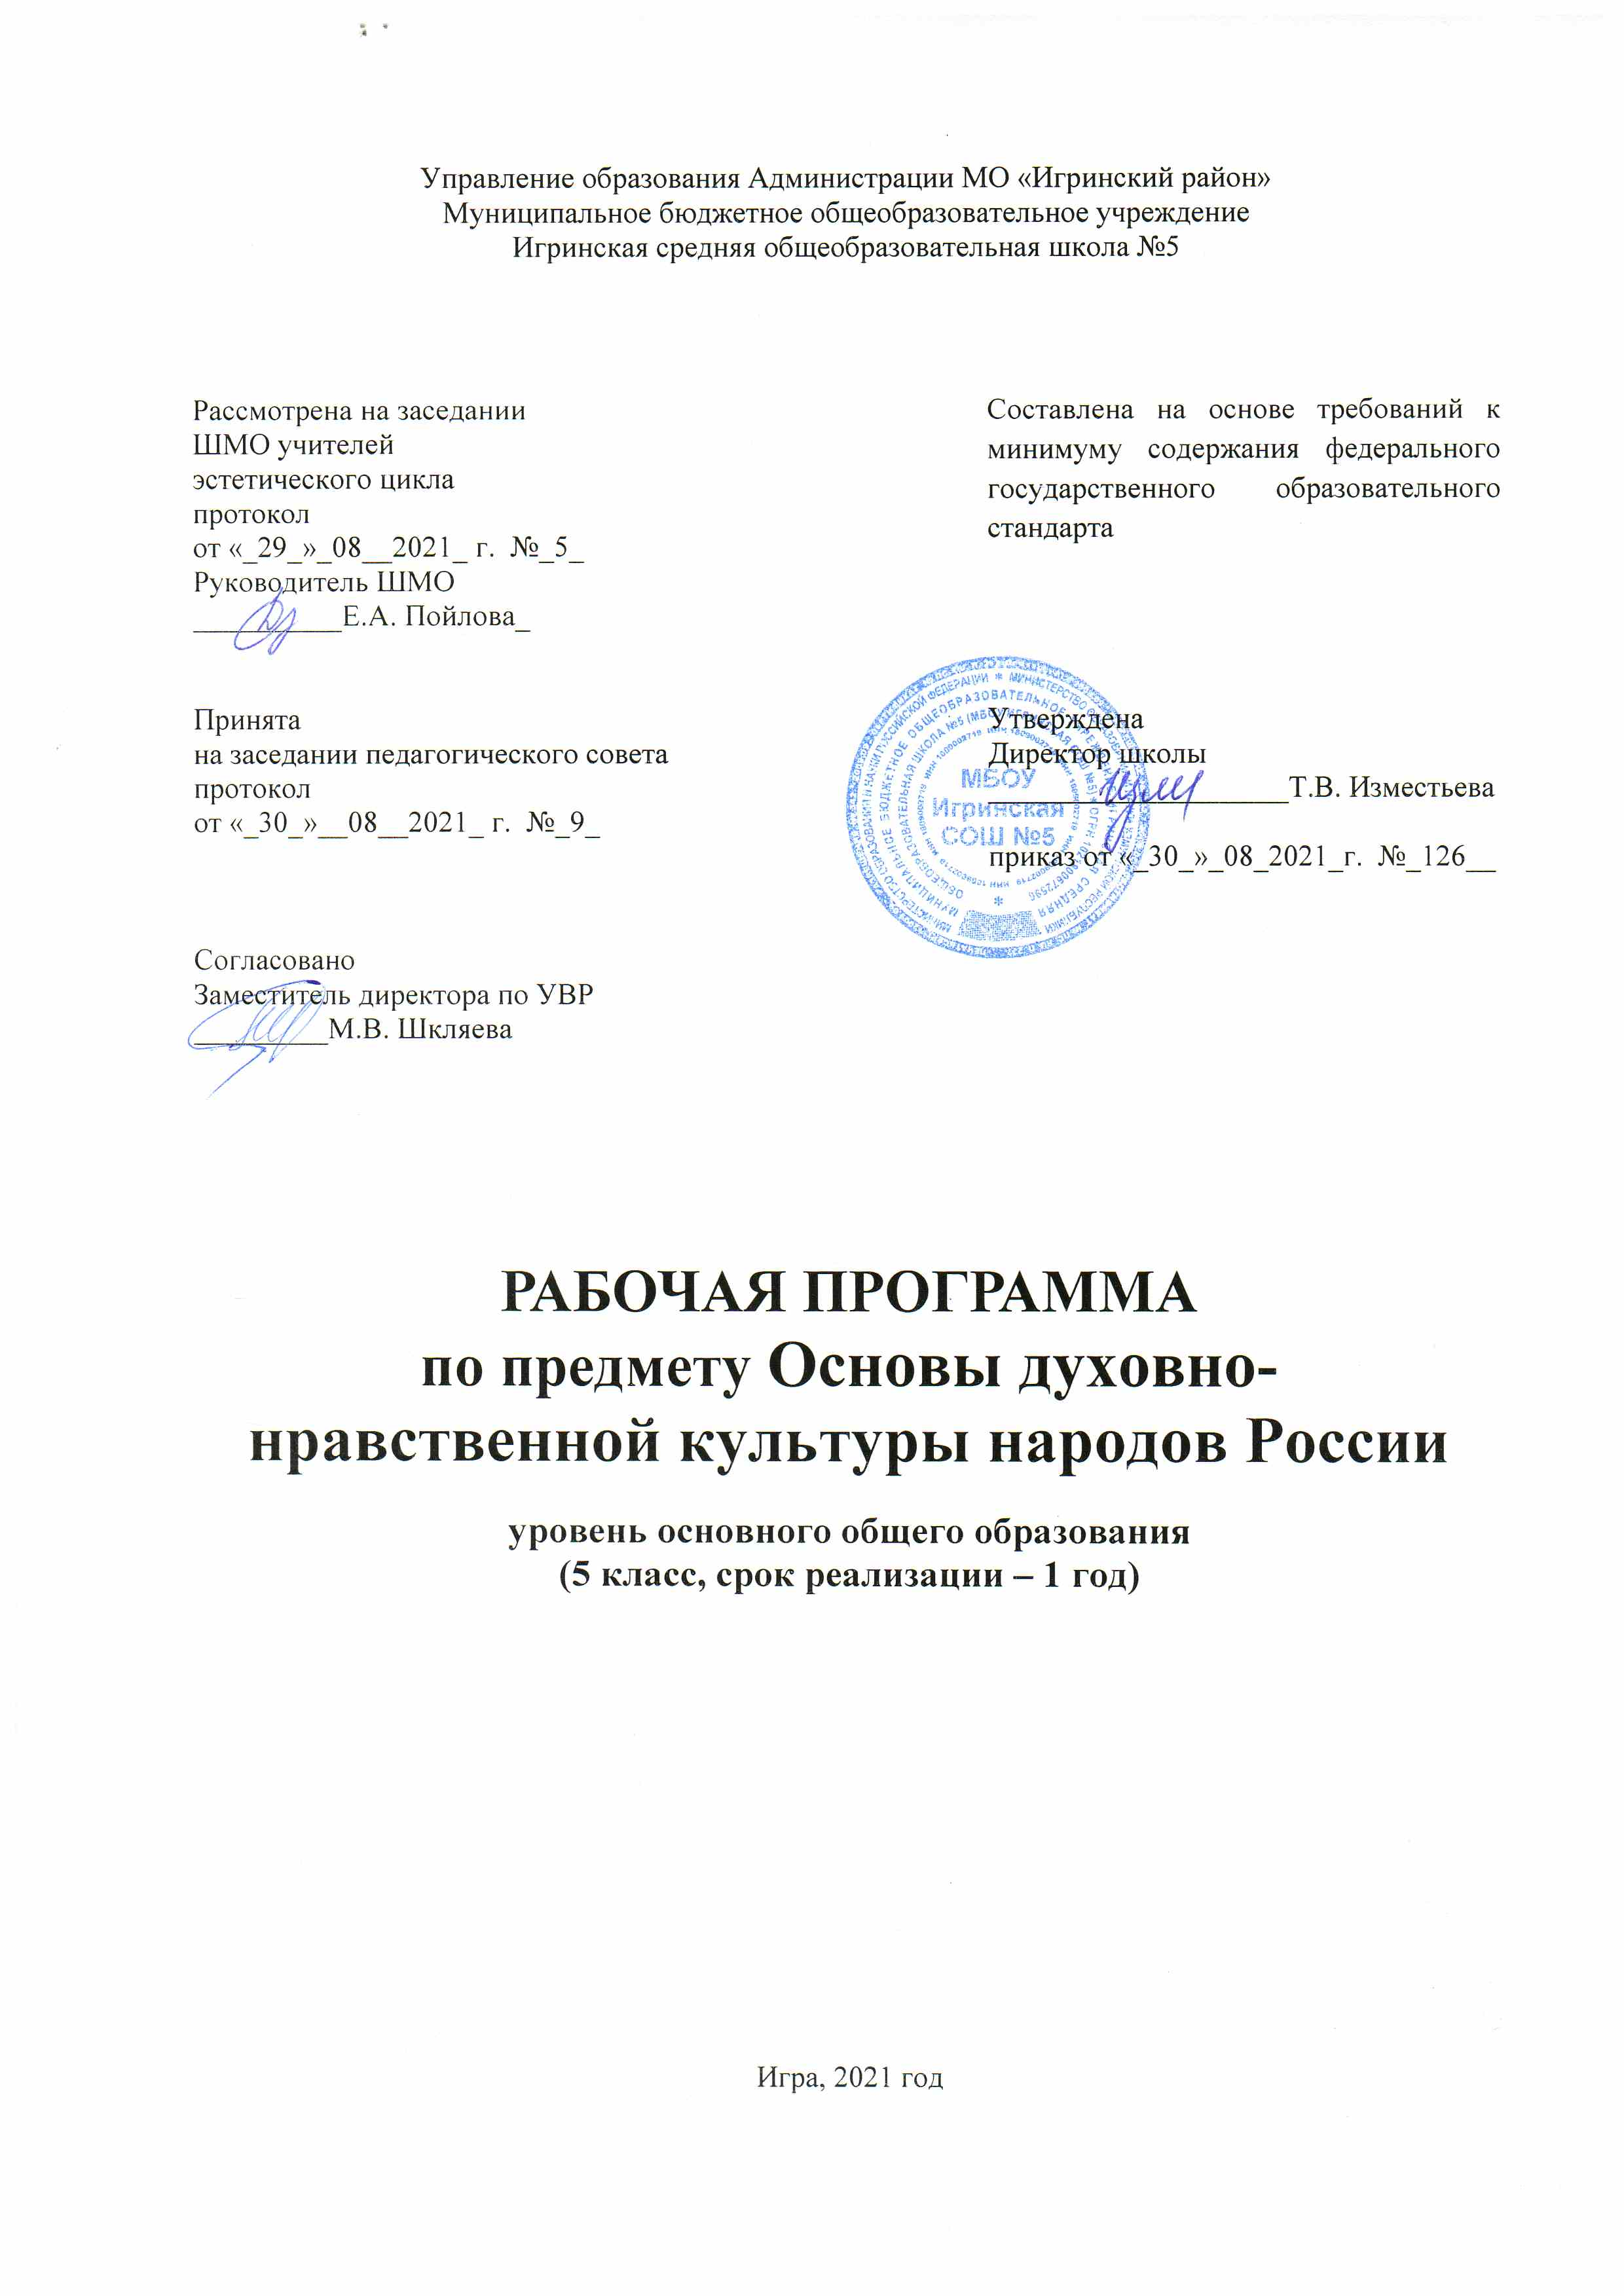 Управление образования Администрации МО «Игринский район»
Муниципальное бюджетное общеобразовательное учреждение
Игринская средняя общеобразовательная школа №5
Рассмотрена на заседании
ШМО учителей
эстетического цикла
протокол
от «_29_»_08__2021_ г. №_5_
Руководитель ШМО
__________Е.А. Пойлова_
Составлена на основе требований к
минимуму содержания федерального
государственного образовательного
стандарта
Принята
на заседании педагогического совета
протокол
от «_30_»__08__2021_ г. №_9_
Утверждена
Директор школы
____________________Т.В. Изместьева
приказ от «_30_»_08_2021_г. №_126__
МБОУ
Игринская
СОШ №5
Согласовано
Заместитель директора по УВР
_________М.В. Шкляева
РАБОЧАЯ ПРОГРАММА
по предмету Основы духовно-
нравственной культуры народов России
уровень основного общего образования
(5 класс, срок реализации – 1 год)
Игра, 2021 год